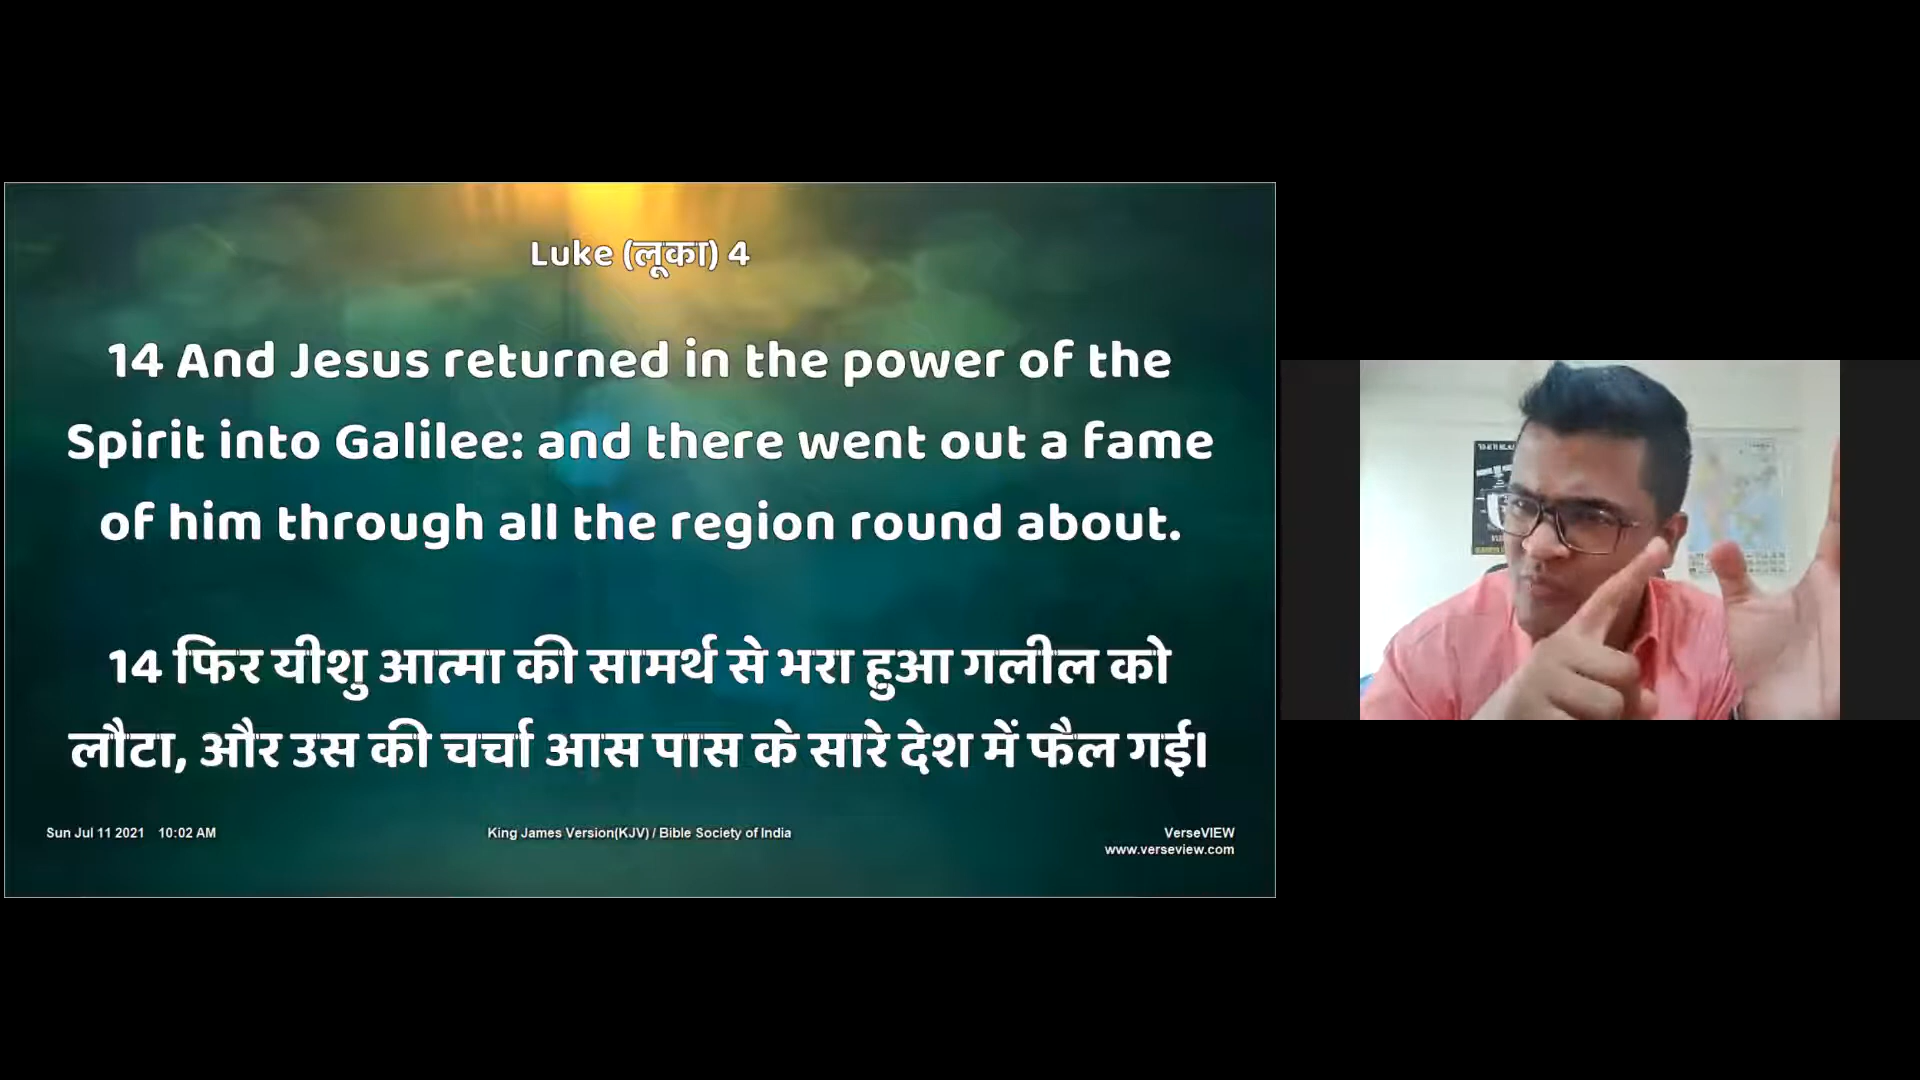 Luke (लूका) 4
14 And Jesus returned in the power of the
Spirit into Galilee: and there went out a fame
of him through all the region round about.
14 फिर यीशु आत्मा की सामर्थ से भरा हुआ गलील को
लौटा, और उस की चर्चा आस पास के सारे देश में फैल गई।
Sun Jul 11 2021 10:02 AM
King James Version(KJV) / Bible Society of India
VerseVIEW
www.verseview.com